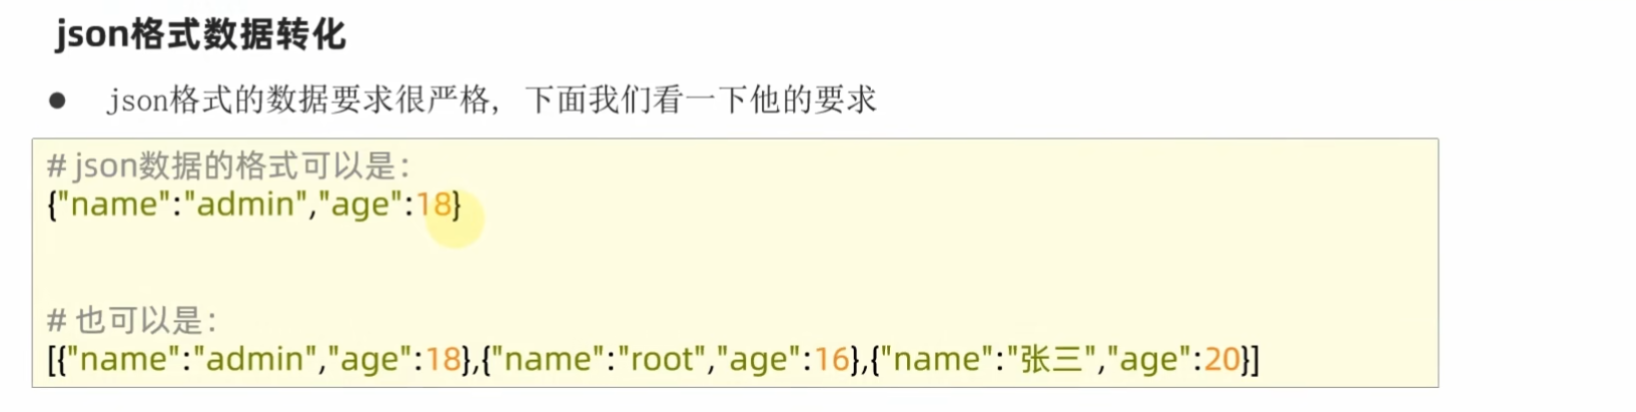 json格式数据转化
● json格式的数据要求很严格, 下面我们看一下他的要求
# json数据的格式可以是:
{"name":"admin","age":18}
# 也可以是:
[{"name":"admin","age":18},{"name":"root","age":16},{"name":"张三","age":20}]